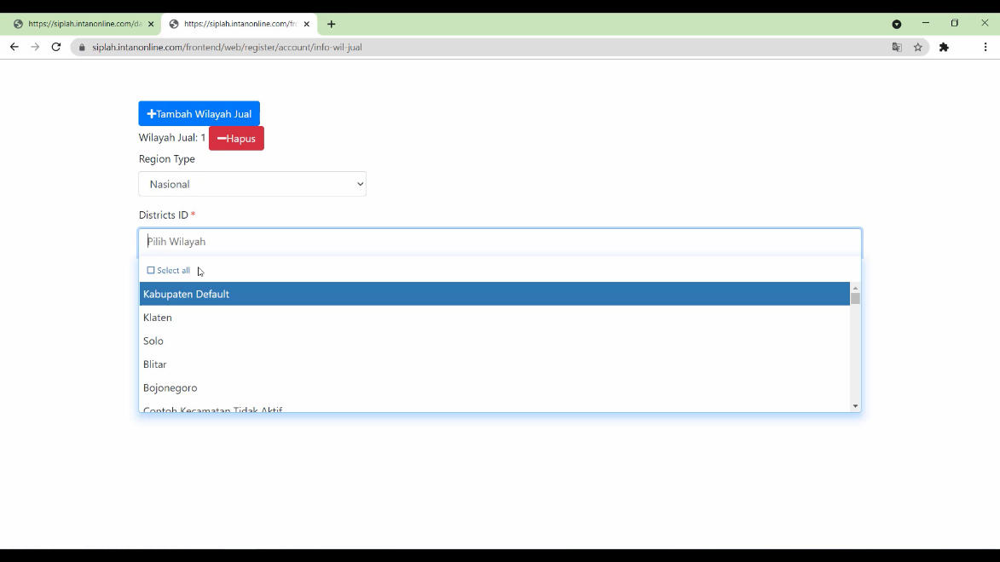 https://siplah.intanonline.com/da
https://siplah.intanonline.com/fr
siplah.intanonline.com/frontend/web/register/account/info-wil-jual
Tambah Wilayah Jual
Wilayah Jual: 1 Hapus
Region Type
Nasional
Districts ID *
Pilih Wilayah
Select all
Kabupaten Default
Klaten
Solo
Blitar
Bojonegoro
Contoh Kecamatan Tidak Aktif